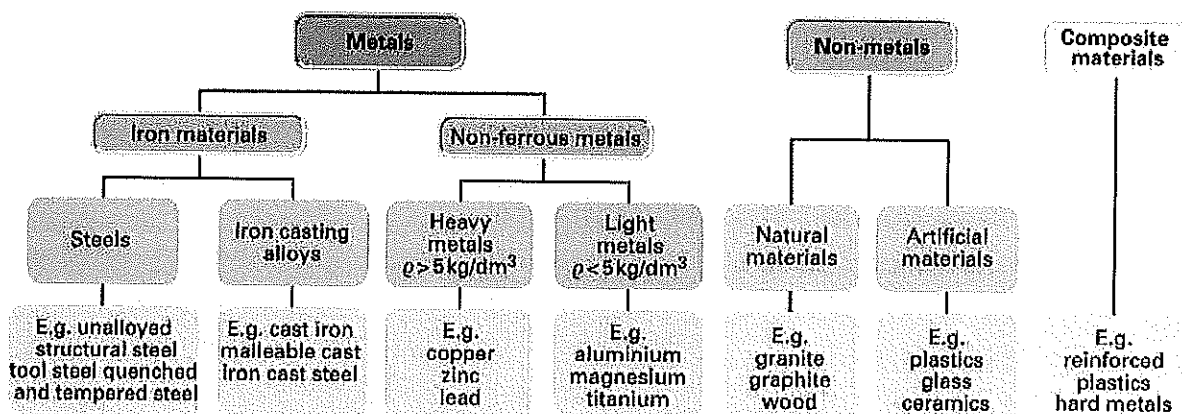 Metals
Non-metals
Composite
materials
Iron materials
Non-ferrous metals
Steels
Iron casting
alloys
Heavy
metals
ϱ>5kg/dm³
Light
metals
ϱ<5kg/dm³
Natural
materials
Artificial
materials
E.g. unalloyed
structural steel
tool steel quenched
and tempered steel
E.g. cast iron
malleable cast
iron cast steel
E.g.
copper
zinc
lead
E.g.
aluminium
magnesium
titanium
E.g.
granite
graphite
wood
E.g.
plastics
glass
ceramics
E.g.
reinforced
plastics
hard metals